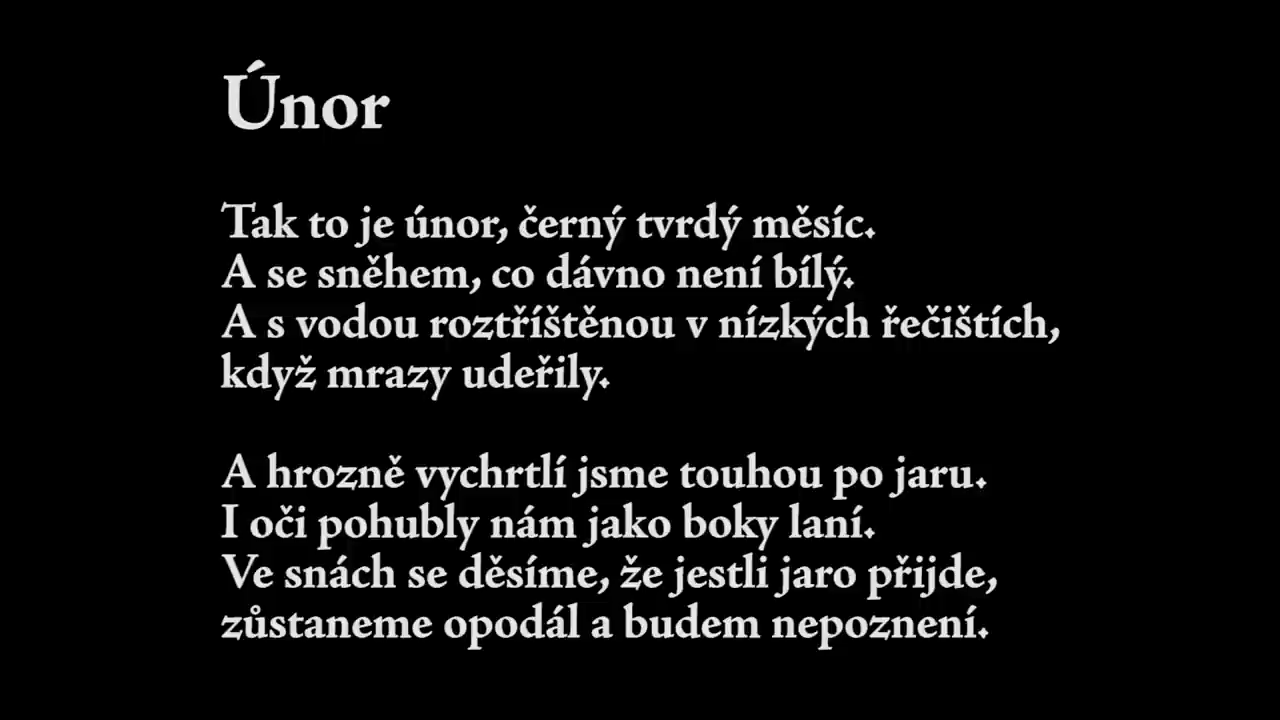 Únor
Tak to je únor, černý tvrdý měsíc.
A se sněhem, co dávno není bílý.
A s vodou roztříštěnou v nízkých řečištích,
když mrazy udeřily.
A hrozně vychrtlí jsme touhou po jaru.
I oči pohubly nám jako boky laní.
Ve snách se děsíme, že jestli jaro přijde,
zůstaneme opodál a budem nepoznení.